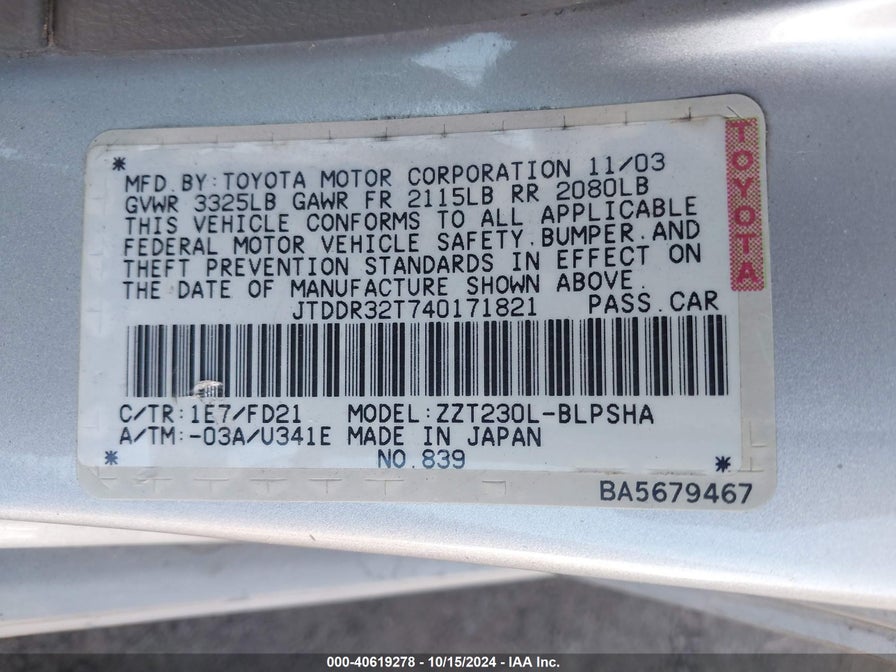 MFD.BY:TOYOTA MOTOR CORPORATION 11/03
GVWR 3325LB GAWR FR 2115LB RR 2080LB
THIS VEHICLE CONFORMS TO ALL APPLICABLE
FEDERAL MOTOR VEHICLE SAFETY.BUMPER.AND
THEFT PREVENTION STANDARDS IN EFFECT ON
THE DATE OF MANUFACTURE SHOWN ABOVE.
JTDDR32T740171821 PASS.CAR
C/TR:1E7/FD21 MODEL:ZZT230L-BLPSHA
A/TM:-03A/U341E MADE IN JAPAN
NO.839
BA5679467
TOYOTA
000-40619278 - 10/15/2024 - IAA Inc.